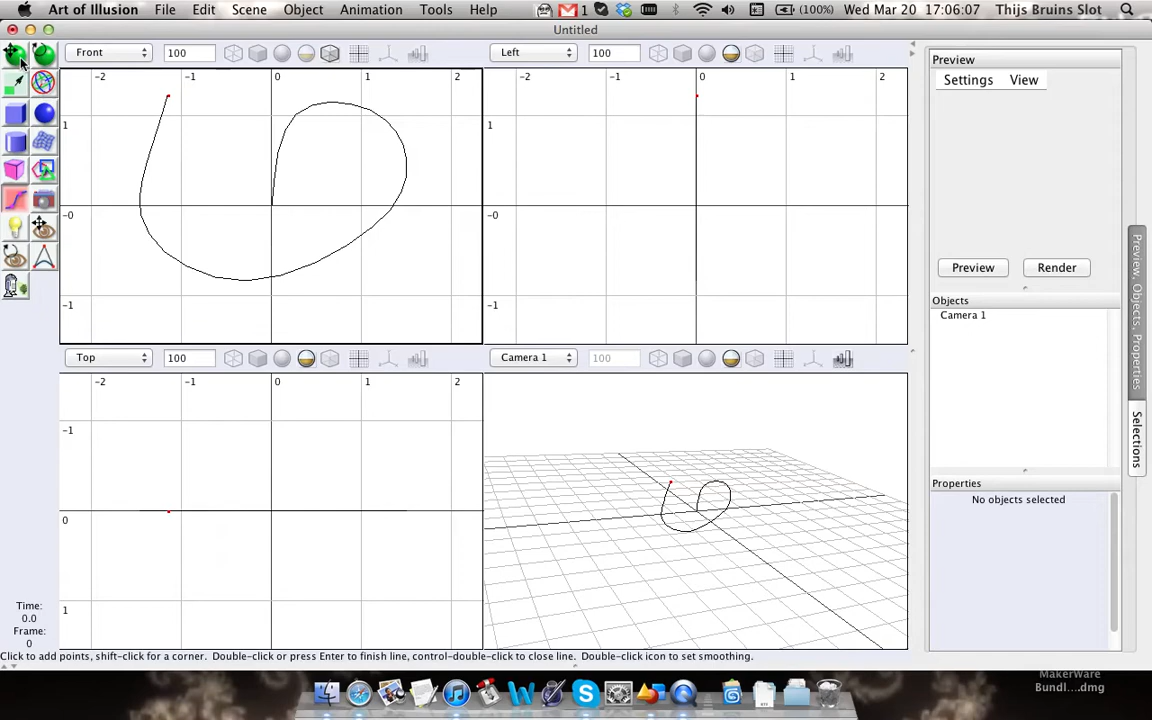 Art of Illusion File Edit Scene Object Animation Tools Help 1 (100%) Wed Mar 20 17:06:07 Thijs Bruins Slot
Untitled
Front 100 Left 100
-2 -1 0 1 2
1
-0
-1
-2 -1 0 1 2
1
-0
-1
Top 100 Camera 1 100
-2 -1 0 1 2
-1
0
1
Preview
Settings View
Preview Render
Objects
Camera 1
Properties
No objects selected
Preview, Objects, Properties
Selections
Time:
0.0
Frame:
0
Click to add points, shift-click for a corner. Double-click or press Enter to finish line, control-double-click to close line. Double-click icon to set smoothing.
MakerWare
Bundl....dmg